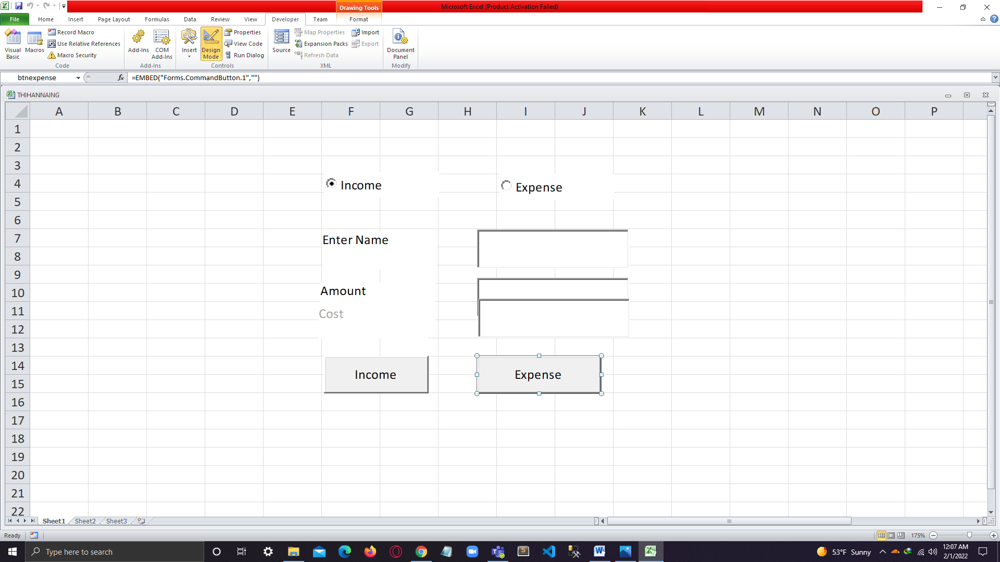 Drawing Tools
Microsoft Excel (Product Activation Failed)
File Home Insert Page Layout Formulas Data Review View Developer Team Format
Visual Basic
Macros
Record Macro
Use Relative References
Macro Security
Code
Add-Ins
COM Add-Ins
Add-Ins
Insert
Design Mode
Properties
View Code
Run Dialog
Controls
Source
Map Properties
Expansion Packs
Refresh Data
Import
Export
XML
Document Panel
Modify
btnexpense
fx =EMBED("Forms.CommandButton.1","")
THIHANNAING
A B C D E F G H I J K L M N O P
1
2
3
4 Income Expense
5
6
7 Enter Name
8
9
10 Amount
11 Cost
12
13
14 Income Expense
15
16
17
18
19
20
21
22
Sheet1 Sheet2 Sheet3
Ready
175%
Type here to search
53°F Sunny
12:07 AM
2/1/2022